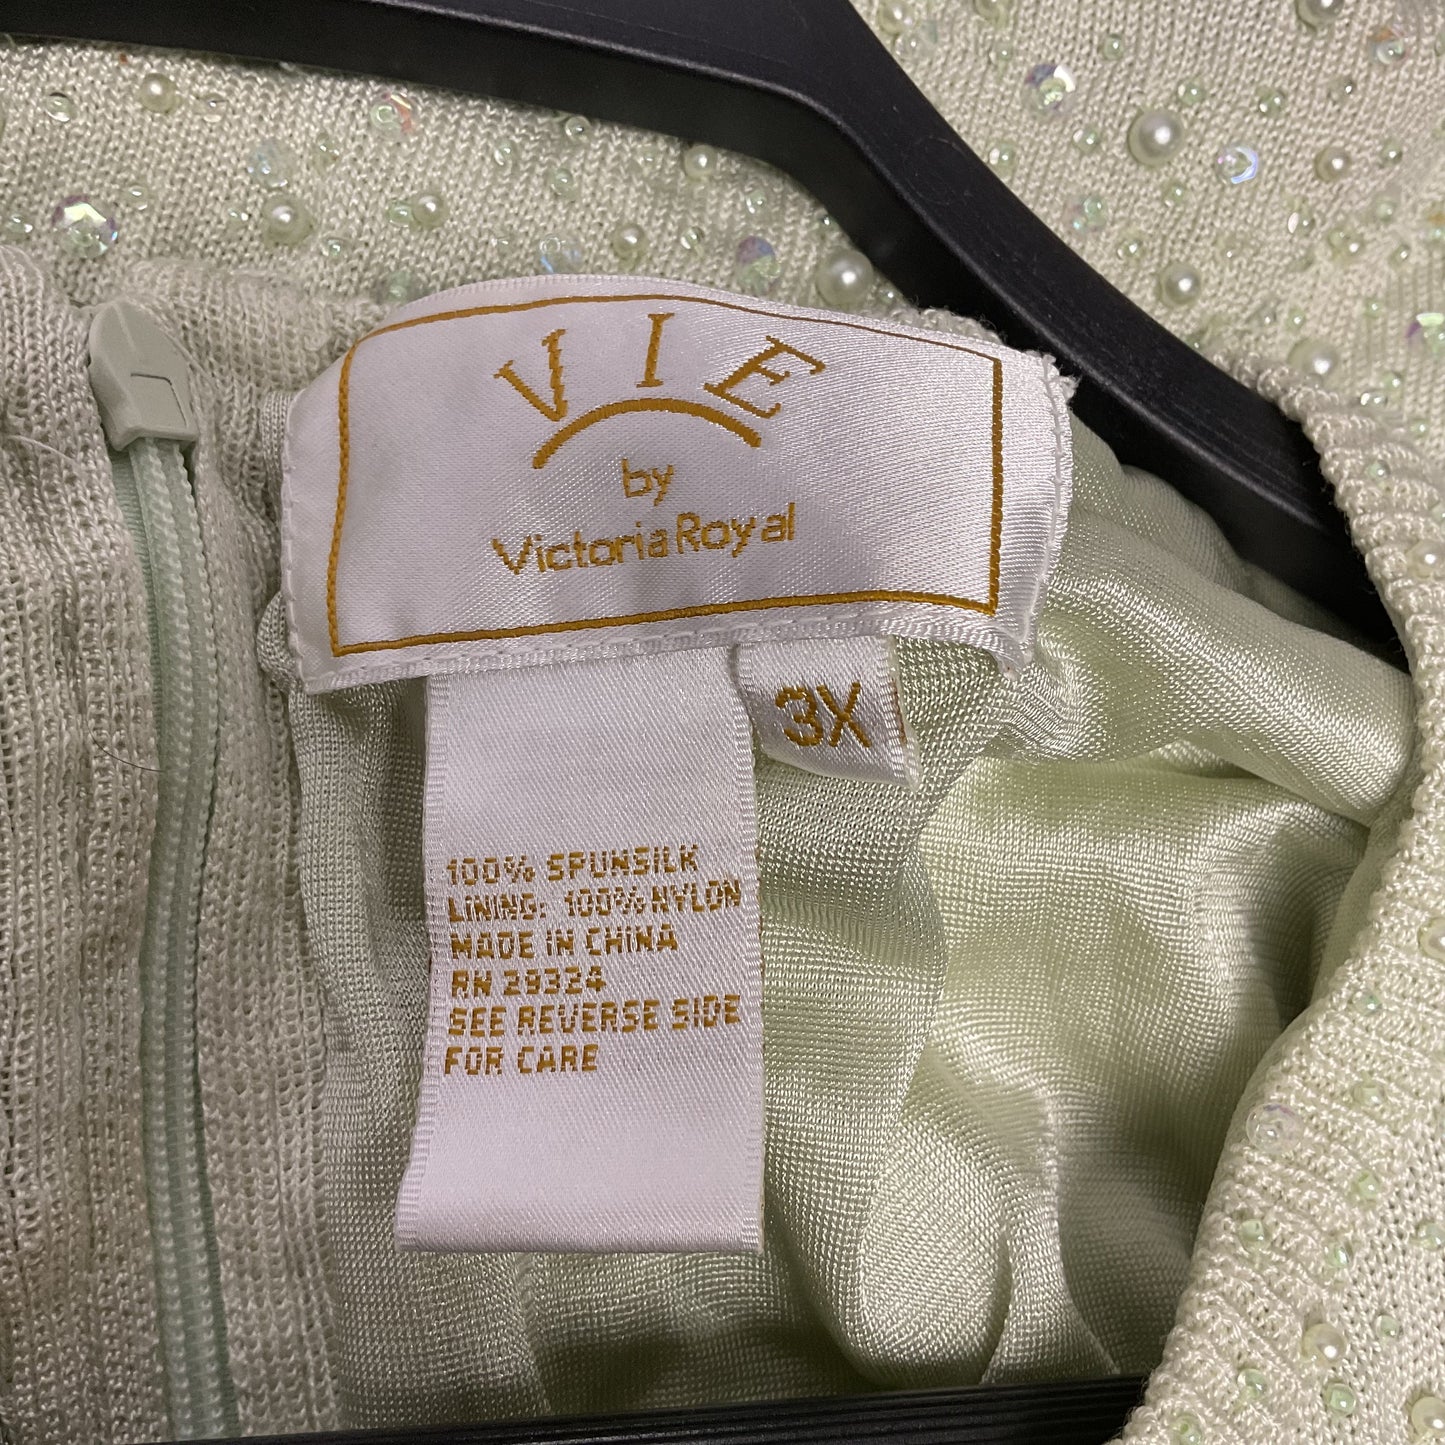 VIE
by
Victoria Royal
3X
100% SPUNSILK
LINING: 100% NYLON
MADE IN CHINA
RN 29324
SEE REVERSE SIDE
FOR CARE